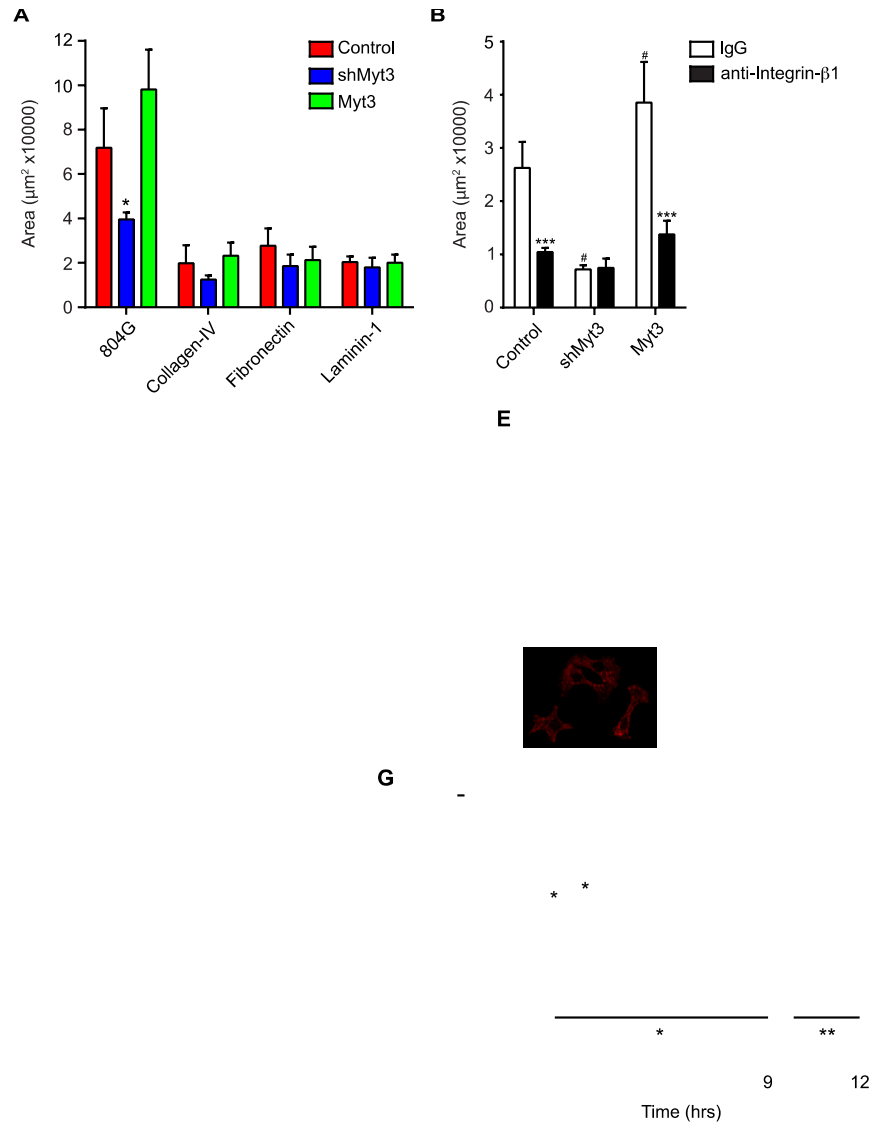 A
Area (µm² x10000)
12
10
8
6
4
2
0
Control
shMyt3
Myt3
*
804G
Collagen-IV
Fibronectin
Laminin-1
B
Area (µm² x10000)
5
4
3
2
1
0
IgG
anti-Integrin-β1
#
***
#
***
Control
shMyt3
Myt3
E
G
-
* *
* **
9 12
Time (hrs)